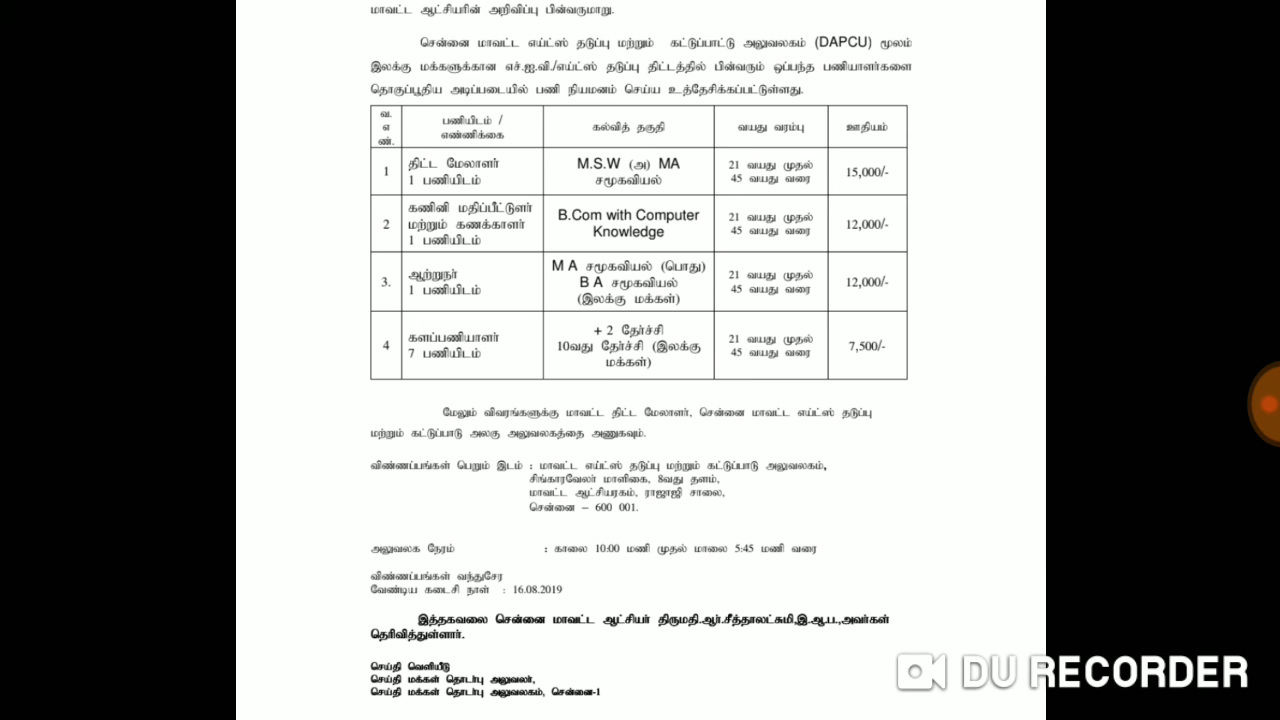 மாவட்ட ஆட்சியரின் அறிவிப்பு பின்வருமாறு.
சென்னை மாவட்ட எய்ட்ஸ் தடுப்பு மற்றும் கட்டுப்பாட்டு அலுவலகம் (DAPCU) மூலம்
இலக்கு மக்களுக்கான எச்.ஐ.வி./எய்ட்ஸ் தடுப்பு திட்டத்தில் பின்வரும் ஒப்பந்த பணியாளர்களை
தொகுப்பூதிய அடிப்படையில் பணி நியமனம் செய்ய உத்தேசிக்கப்பட்டுள்ளது.
வ.
எ
ண்.
பணியிடம் /
எண்ணிக்கை
கல்வித் தகுதி
வயது வரம்பு
ஊதியம்
1
திட்ட மேலாளர்
1 பணியிடம்
M.S.W (அ) MA
சமூகவியல்
21 வயது முதல்
45 வயது வரை
15,000/-
2
கணினி மதிப்பீட்டுளர்
மற்றும் கணக்காளர்
1 பணியிடம்
B.Com with Computer
Knowledge
21 வயது முதல்
45 வயது வரை
12,000/-
3.
ஆற்றுநர்
1 பணியிடம்
M A சமூகவியல் (பொது)
B A சமூகவியல்
(இலக்கு மக்கள்)
21 வயது முதல்
45 வயது வரை
12,000/-
4
களப்பணியாளர்
7 பணியிடம்
+ 2 தேர்ச்சி
10வது தேர்ச்சி (இலக்கு
மக்கள்)
21 வயது முதல்
45 வயது வரை
7,500/-
மேலும் விவரங்களுக்கு மாவட்ட திட்ட மேலாளர், சென்னை மாவட்ட எய்ட்ஸ் தடுப்பு
மற்றும் கட்டுப்பாடு அலகு அலுவலகத்தை அணுகவும்.
விண்ணப்பங்கள் பெறும் இடம் : மாவட்ட எய்ட்ஸ் தடுப்பு மற்றும் கட்டுப்பாடு அலுவலகம்,
சிங்காரவேலர் மாளிகை, 8வது தளம்,
மாவட்ட ஆட்சியரகம், ராஜாஜி சாலை,
சென்னை – 600 001.
அலுவலக நேரம் : காலை 10:00 மணி முதல் மாலை 5:45 மணி வரை
விண்ணப்பங்கள் வந்துசேர
வேண்டிய கடைசி நாள் : 16.08.2019
இத்தகவலை சென்னை மாவட்ட ஆட்சியர் திருமதி.ஆர்.சீத்தாலட்சுமி,இ.ஆ.ப.,அவர்கள்
தெரிவித்துள்ளார்.
செய்தி வெளியீடு
செய்தி மக்கள் தொடர்பு அலுவலர்,
செய்தி மக்கள் தொடர்பு அலுவலகம், சென்னை-1
DU RECORDER